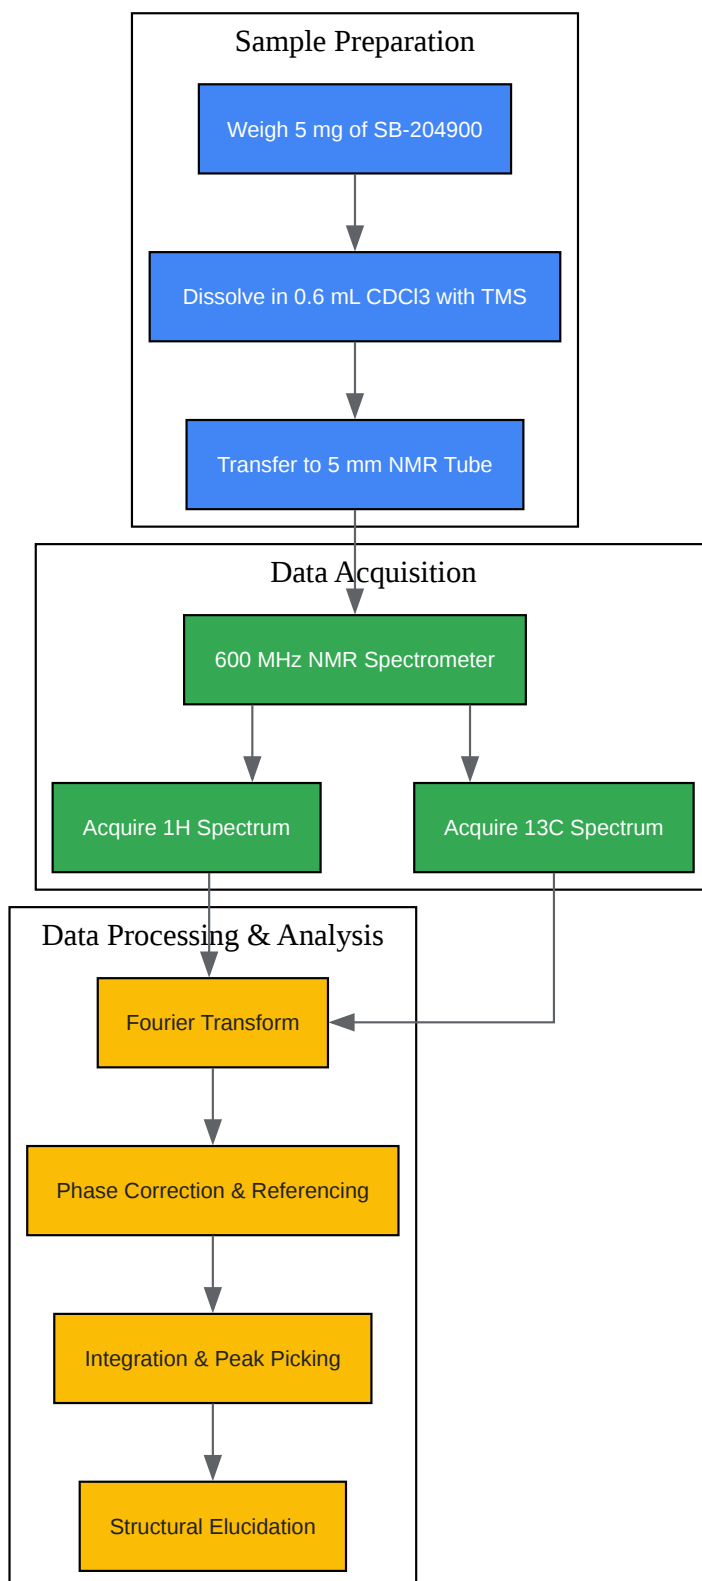 Sample Preparation
Weigh 5 mg of SB-204900
Dissolve in 0.6 mL CDCl3 with TMS
Transfer to 5 mm NMR Tube
Data Acquisition
600 MHz NMR Spectrometer
Acquire 1H Spectrum
Acquire 13C Spectrum
Data Processing & Analysis
Fourier Transform
Phase Correction & Referencing
Integration & Peak Picking
Structural Elucidation